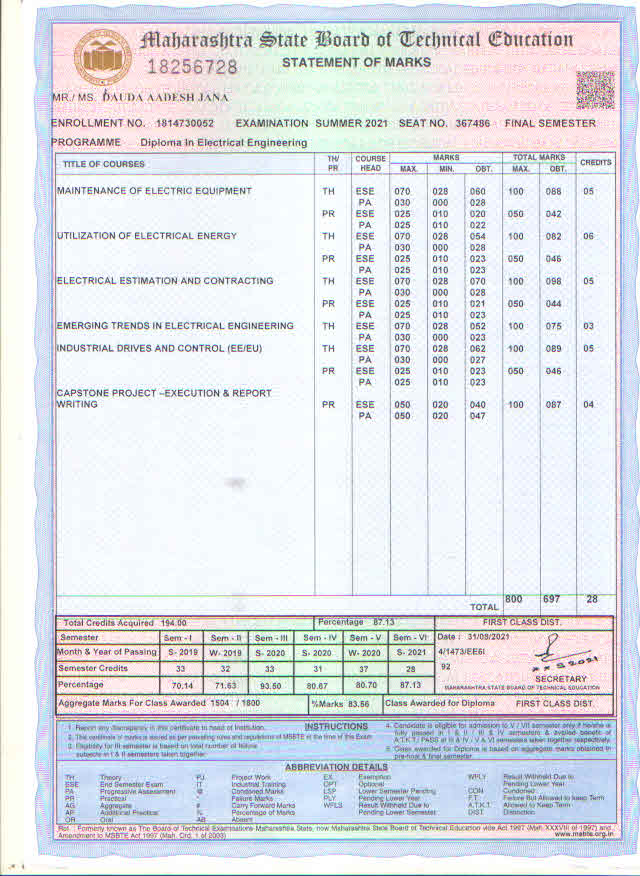 Maharashtra State Board of Technical Education
18256728
STATEMENT OF MARKS
MR./ MS. DAUDA AADESH JANA
ENROLLMENT NO. 1814730052 EXAMINATION SUMMER 2021 SEAT NO. 367486 FINAL SEMESTER
PROGRAMME Diploma In Electrical Engineering
TITLE OF COURSES TH/ PR COURSE HEAD MARKS MAX. MIN. OBT. TOTAL MARKS MAX. OBT. CREDITS
MAINTENANCE OF ELECTRIC EQUIPMENT TH ESE 070 028 060 100 088 05
PA 030 000 028
PR ESE 025 010 020 050 042
PA 025 010 022
UTILIZATION OF ELECTRICAL ENERGY TH ESE 070 028 054 100 082 06
PA 030 000 028
PR ESE 025 010 023 050 046
PA 025 010 023
ELECTRICAL ESTIMATION AND CONTRACTING TH ESE 070 028 070 100 098 05
PA 030 000 028
PR ESE 025 010 021 050 044
PA 025 010 023
EMERGING TRENDS IN ELECTRICAL ENGINEERING TH ESE 070 028 052 100 075 03
PA 030 000 023
INDUSTRIAL DRIVES AND CONTROL (EE/EU) TH ESE 070 028 062 100 089 05
PA 030 000 027
PR ESE 025 010 023 050 046
PA 025 010 023
CAPSTONE PROJECT –EXECUTION & REPORT
WRITING PR ESE 050 020 040 100 087 04
PA 050 020 047
TOTAL 800 697 28
Total Credits Acquired 194.00 Percentage 87.13 FIRST CLASS DIST.
Semester Sem - I Sem - II Sem - III Sem - IV Sem - V Sem - VI
Month & Year of Passing S- 2019 W- 2019 S- 2020 S- 2020 W- 2020 S- 2021
Semester Credits 33 32 33 31 37 28
Percentage 70.14 71.63 93.50 80.67 80.70 87.13
Date : 31/08/2021
4/1473/EE6I
92
SECRETARY
MAHARASHTRA STATE BOARD OF TECHNICAL EDUCATION
Aggregate Marks For Class Awarded 1504 / 1800 %Marks 83.56 Class Awarded for Diploma FIRST CLASS DIST.
INSTRUCTIONS
1. Report any discrepancy in this certificate to head of Institution.
2. This certificate of marks is issued as per prevailing rules and regulations of MSBTE at the time of this Exam
3. Eligibility for III semester is based on total number of failure
subjects in I & II semesters taken together.
4. Candidate is eligible for admission to V / VI semester only if he/she is
fully passed in I & II / III & IV semesters & availed benefit of
A.T.K.T./ PASS at III & IV / V & VI semesters taken together respectively.
5. Class awarded for Diploma is based on aggregate marks obtained in
pre-final & final semester.
ABBREVIATION DETAILS
TH Theory PJ Project Work EX Exemption WPLY Result Withheld Due to
ESE End Semester Exam IT Industrial Training OPT Optional Pending Lower Year
PA Progressive Assessment @ Condoned Marks LSP Lower Semester Pending CON Condoned
PR Practical Failure Marks PLY Pending Lower Year F.T. Failure But Allowed to Keep Term
AG Aggregate # Carry Forward Marks WFLS Result Withheld Due to A.T.K.T. Allowed to Keep Term
AP Additional Practical % Percentage of Marks Pending Lower Semester DIST. Distinction
OR Oral AB Absent
Ref. : Formerly known as The Board of Technical Examinations Maharashtra State, now Maharashtra State Board of Technical Education vide Act 1997 (Mah. XXXVIII of 1997) and
Amendment to MSBTE Act 1997 (Mah. Ord. 1 of 2003) www.msbte.org.in